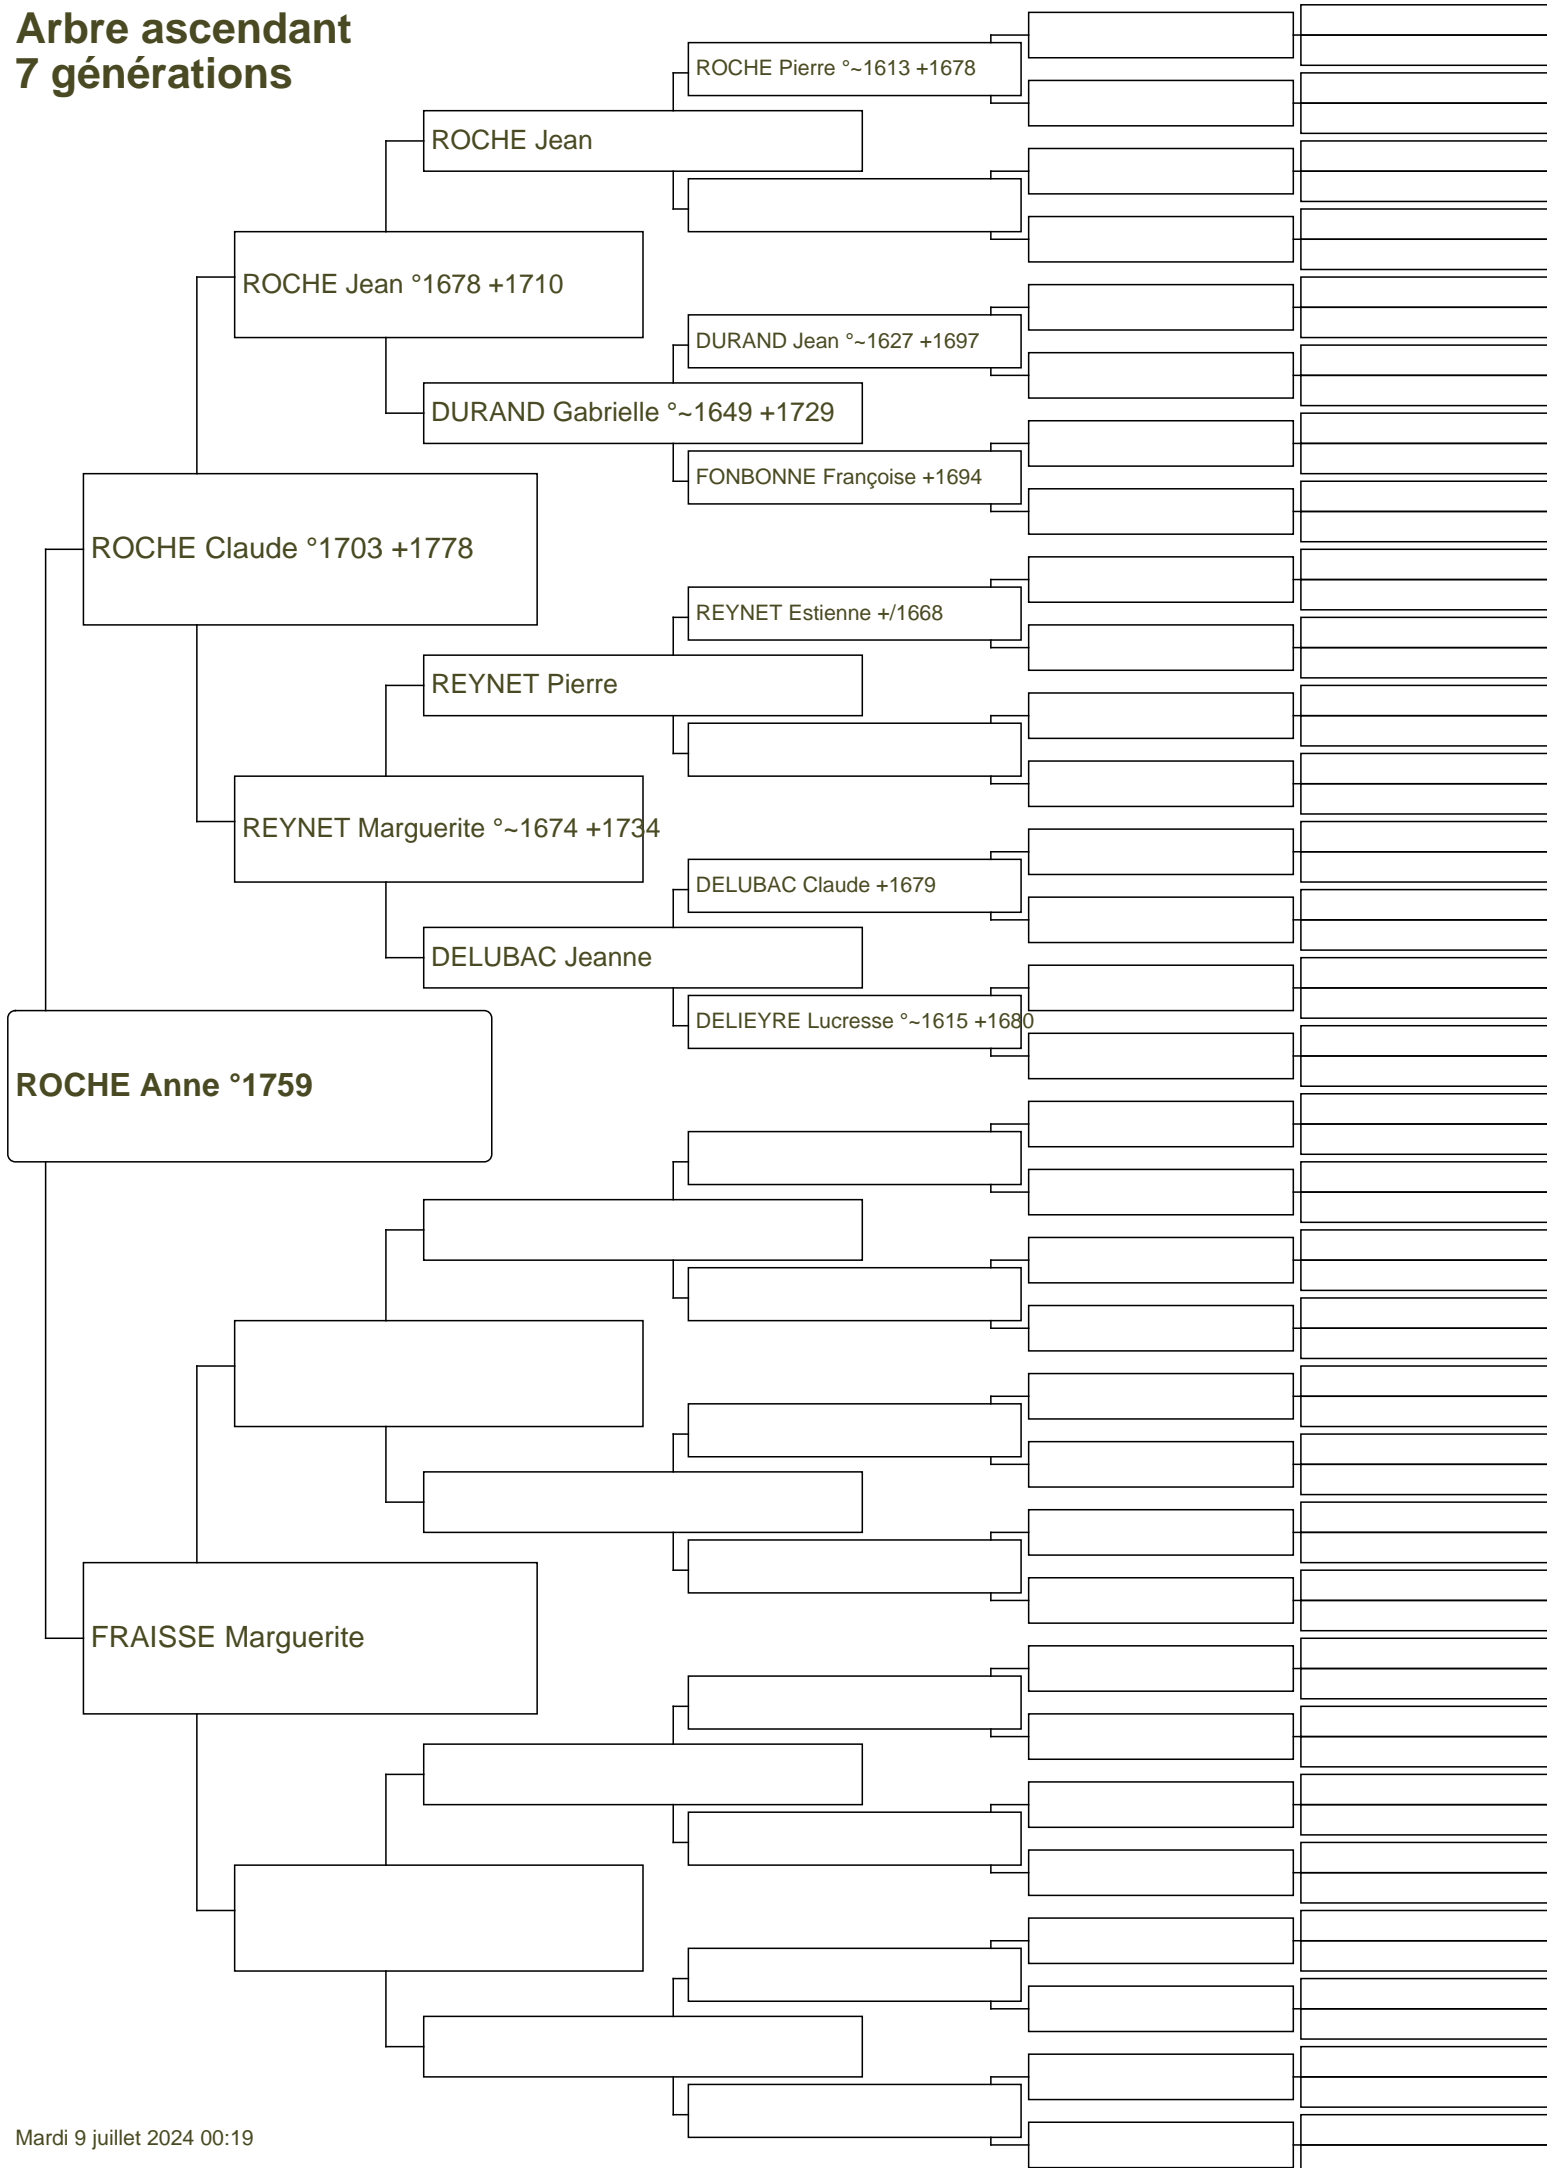 Arbre ascendant
7 générations
ROCHE Pierre °~1613 +1678
ROCHE Jean
ROCHE Jean °1678 +1710
DURAND Jean °~1627 +1697
DURAND Gabrielle °~1649 +1729
FONBONNE Françoise +1694
ROCHE Claude °1703 +1778
REYNET Estienne +/1668
REYNET Pierre
REYNET Marguerite °~1674 +1734
DELUBAC Claude +1679
DELUBAC Jeanne
DELIEYRE Lucresse °~1615 +1680
ROCHE Anne °1759
FRAISSE Marguerite
Mardi 9 juillet 2024 00:19